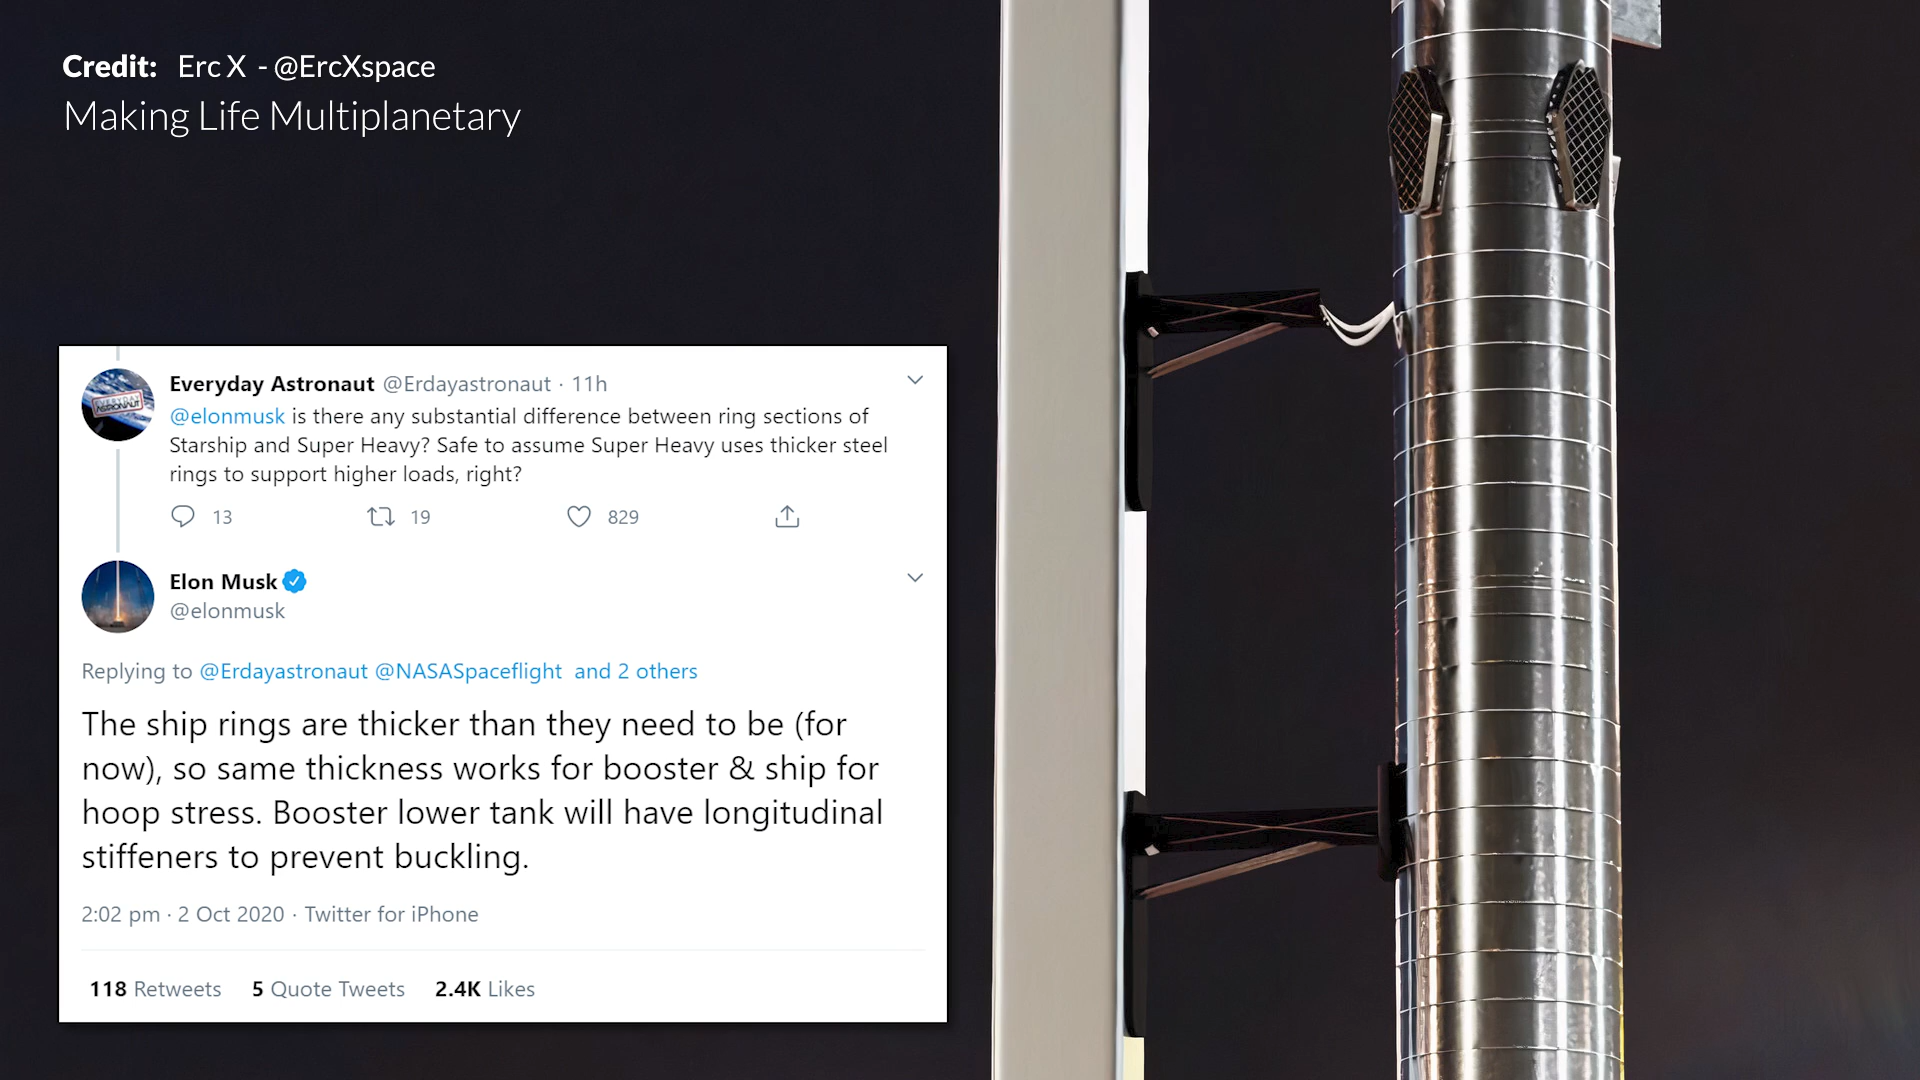 Credit: Erc X - @ErcXspace
Making Life Multiplanetary
Everyday Astronaut @Erdayastronaut · 11h
@elonmusk is there any substantial difference between ring sections of
Starship and Super Heavy? Safe to assume Super Heavy uses thicker steel
rings to support higher loads, right?
13 19 829
Elon Musk
@elonmusk
Replying to @Erdayastronaut @NASASpaceflight and 2 others
The ship rings are thicker than they need to be (for
now), so same thickness works for booster & ship for
hoop stress. Booster lower tank will have longitudinal
stiffeners to prevent buckling.
2:02 pm · 2 Oct 2020 · Twitter for iPhone
118 Retweets 5 Quote Tweets 2.4K Likes